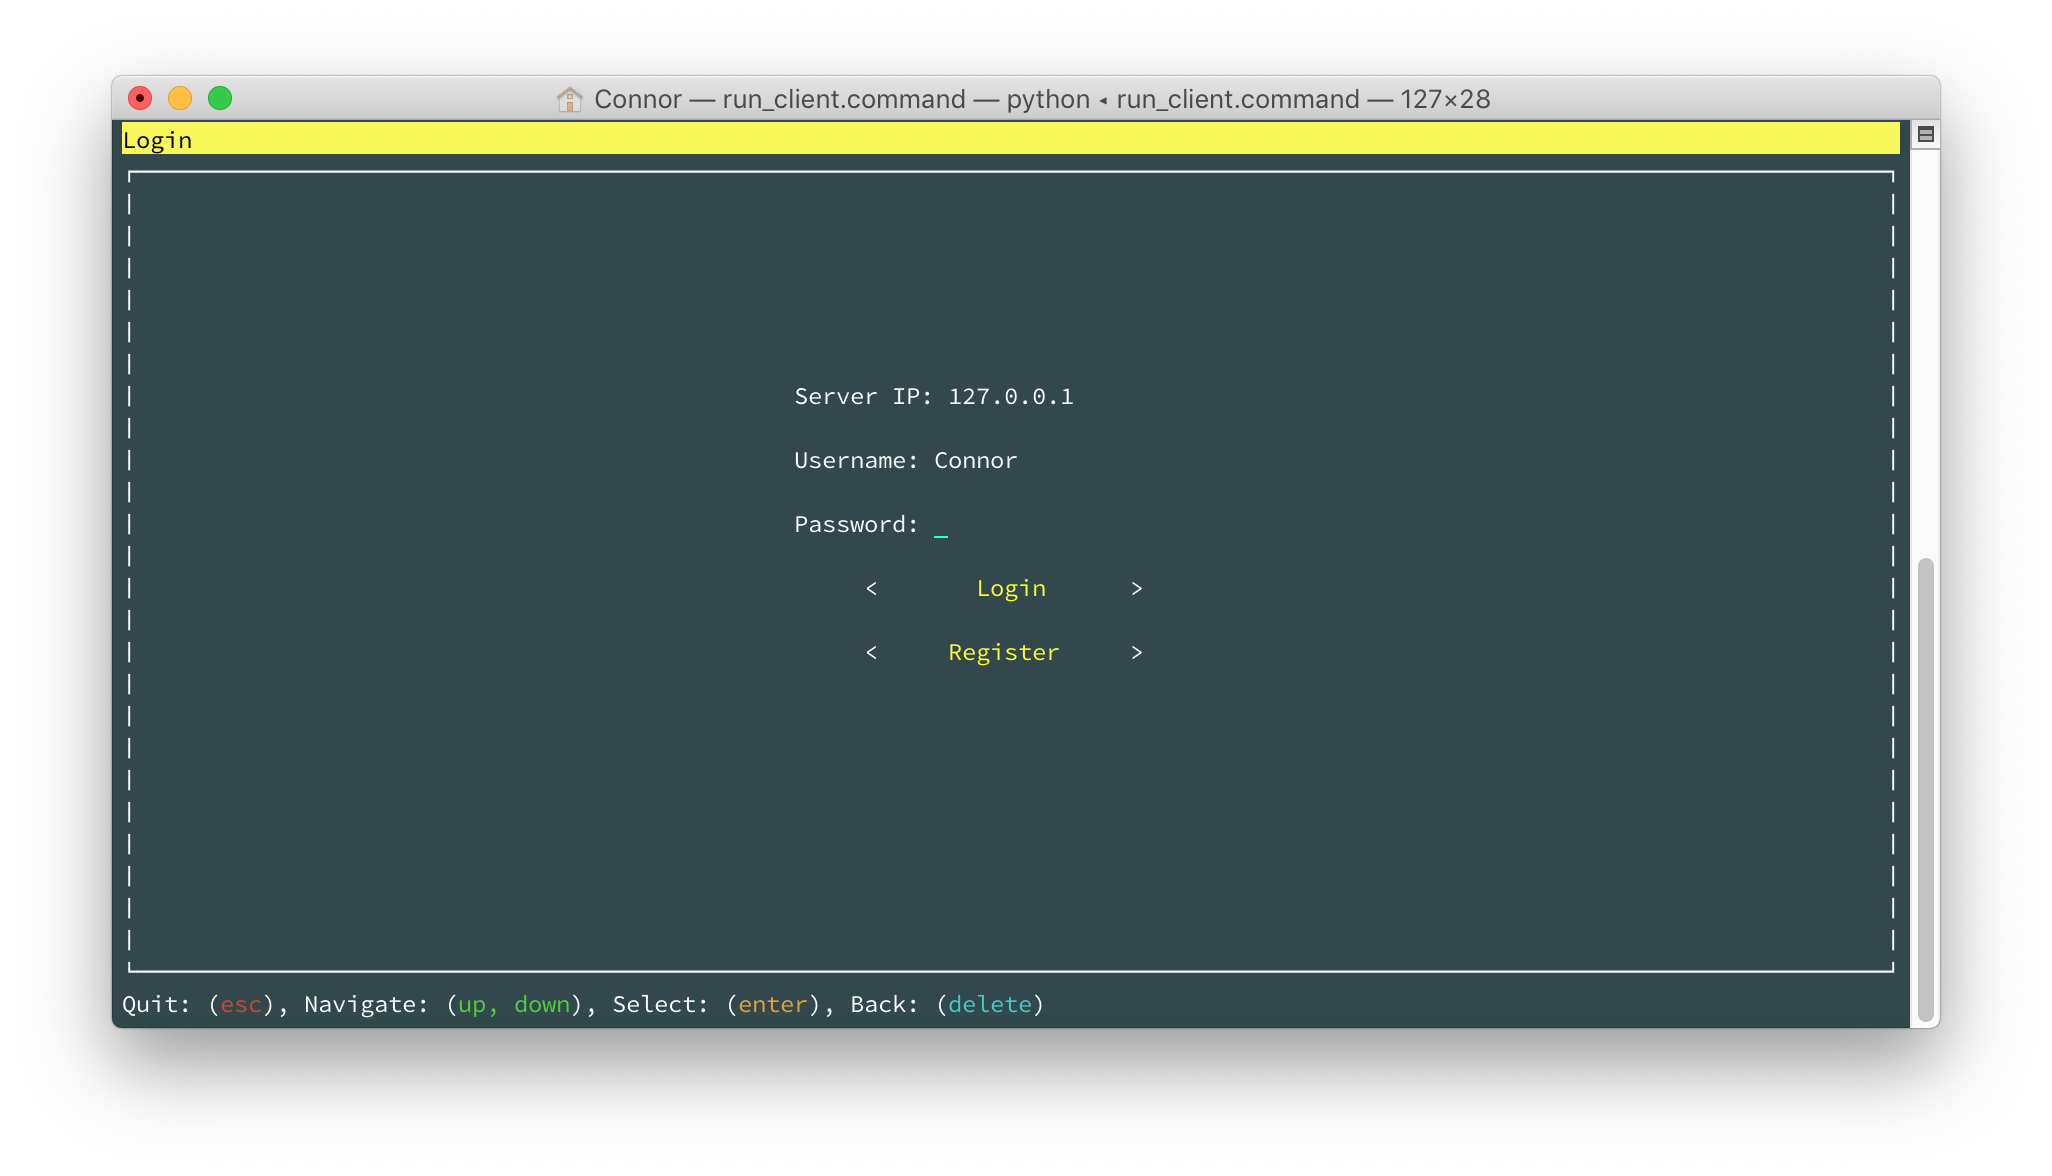 Connor — run_client.command — python ◂ run_client.command — 127×28
Login
Server IP: 127.0.0.1
Username: Connor
Password: _
< Login >
< Register >
Quit: (esc), Navigate: (up, down), Select: (enter), Back: (delete)